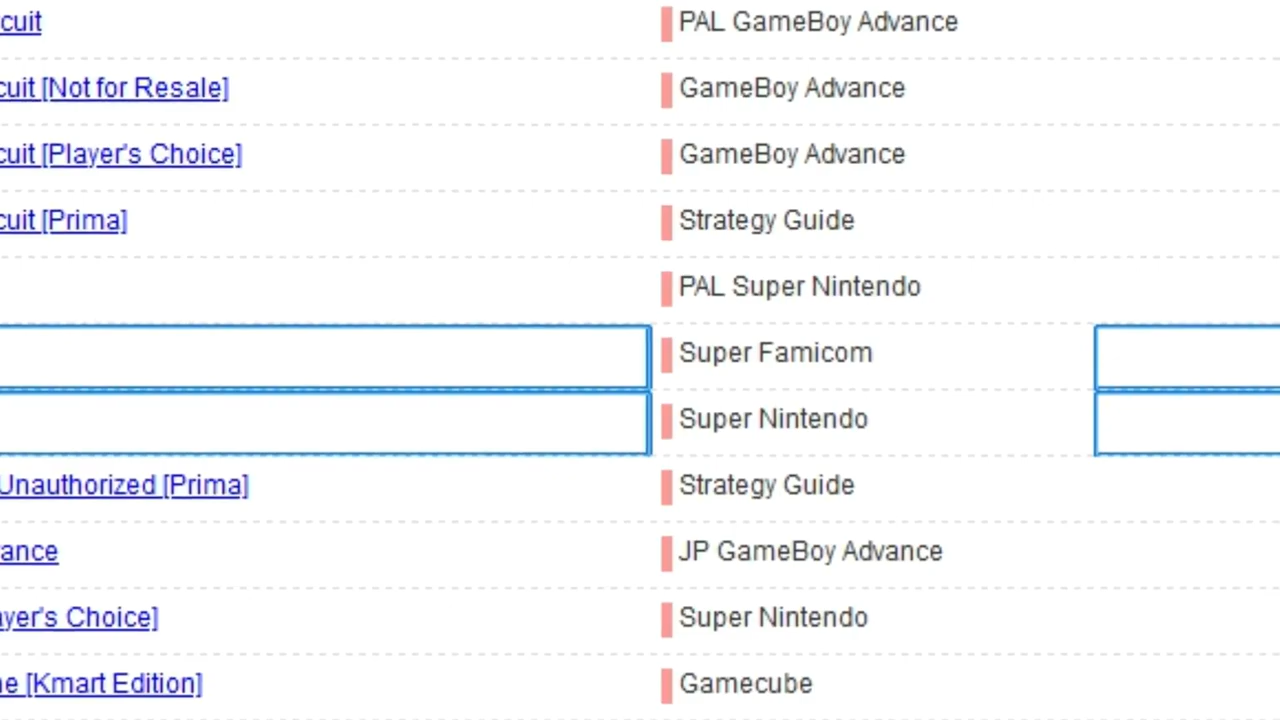 cuit PAL GameBoy Advance
cuit [Not for Resale] GameBoy Advance
cuit [Player's Choice] GameBoy Advance
cuit [Prima] Strategy Guide
PAL Super Nintendo
Super Famicom
Super Nintendo
Unauthorized [Prima] Strategy Guide
ance JP GameBoy Advance
ayer's Choice] Super Nintendo
ne [Kmart Edition] Gamecube